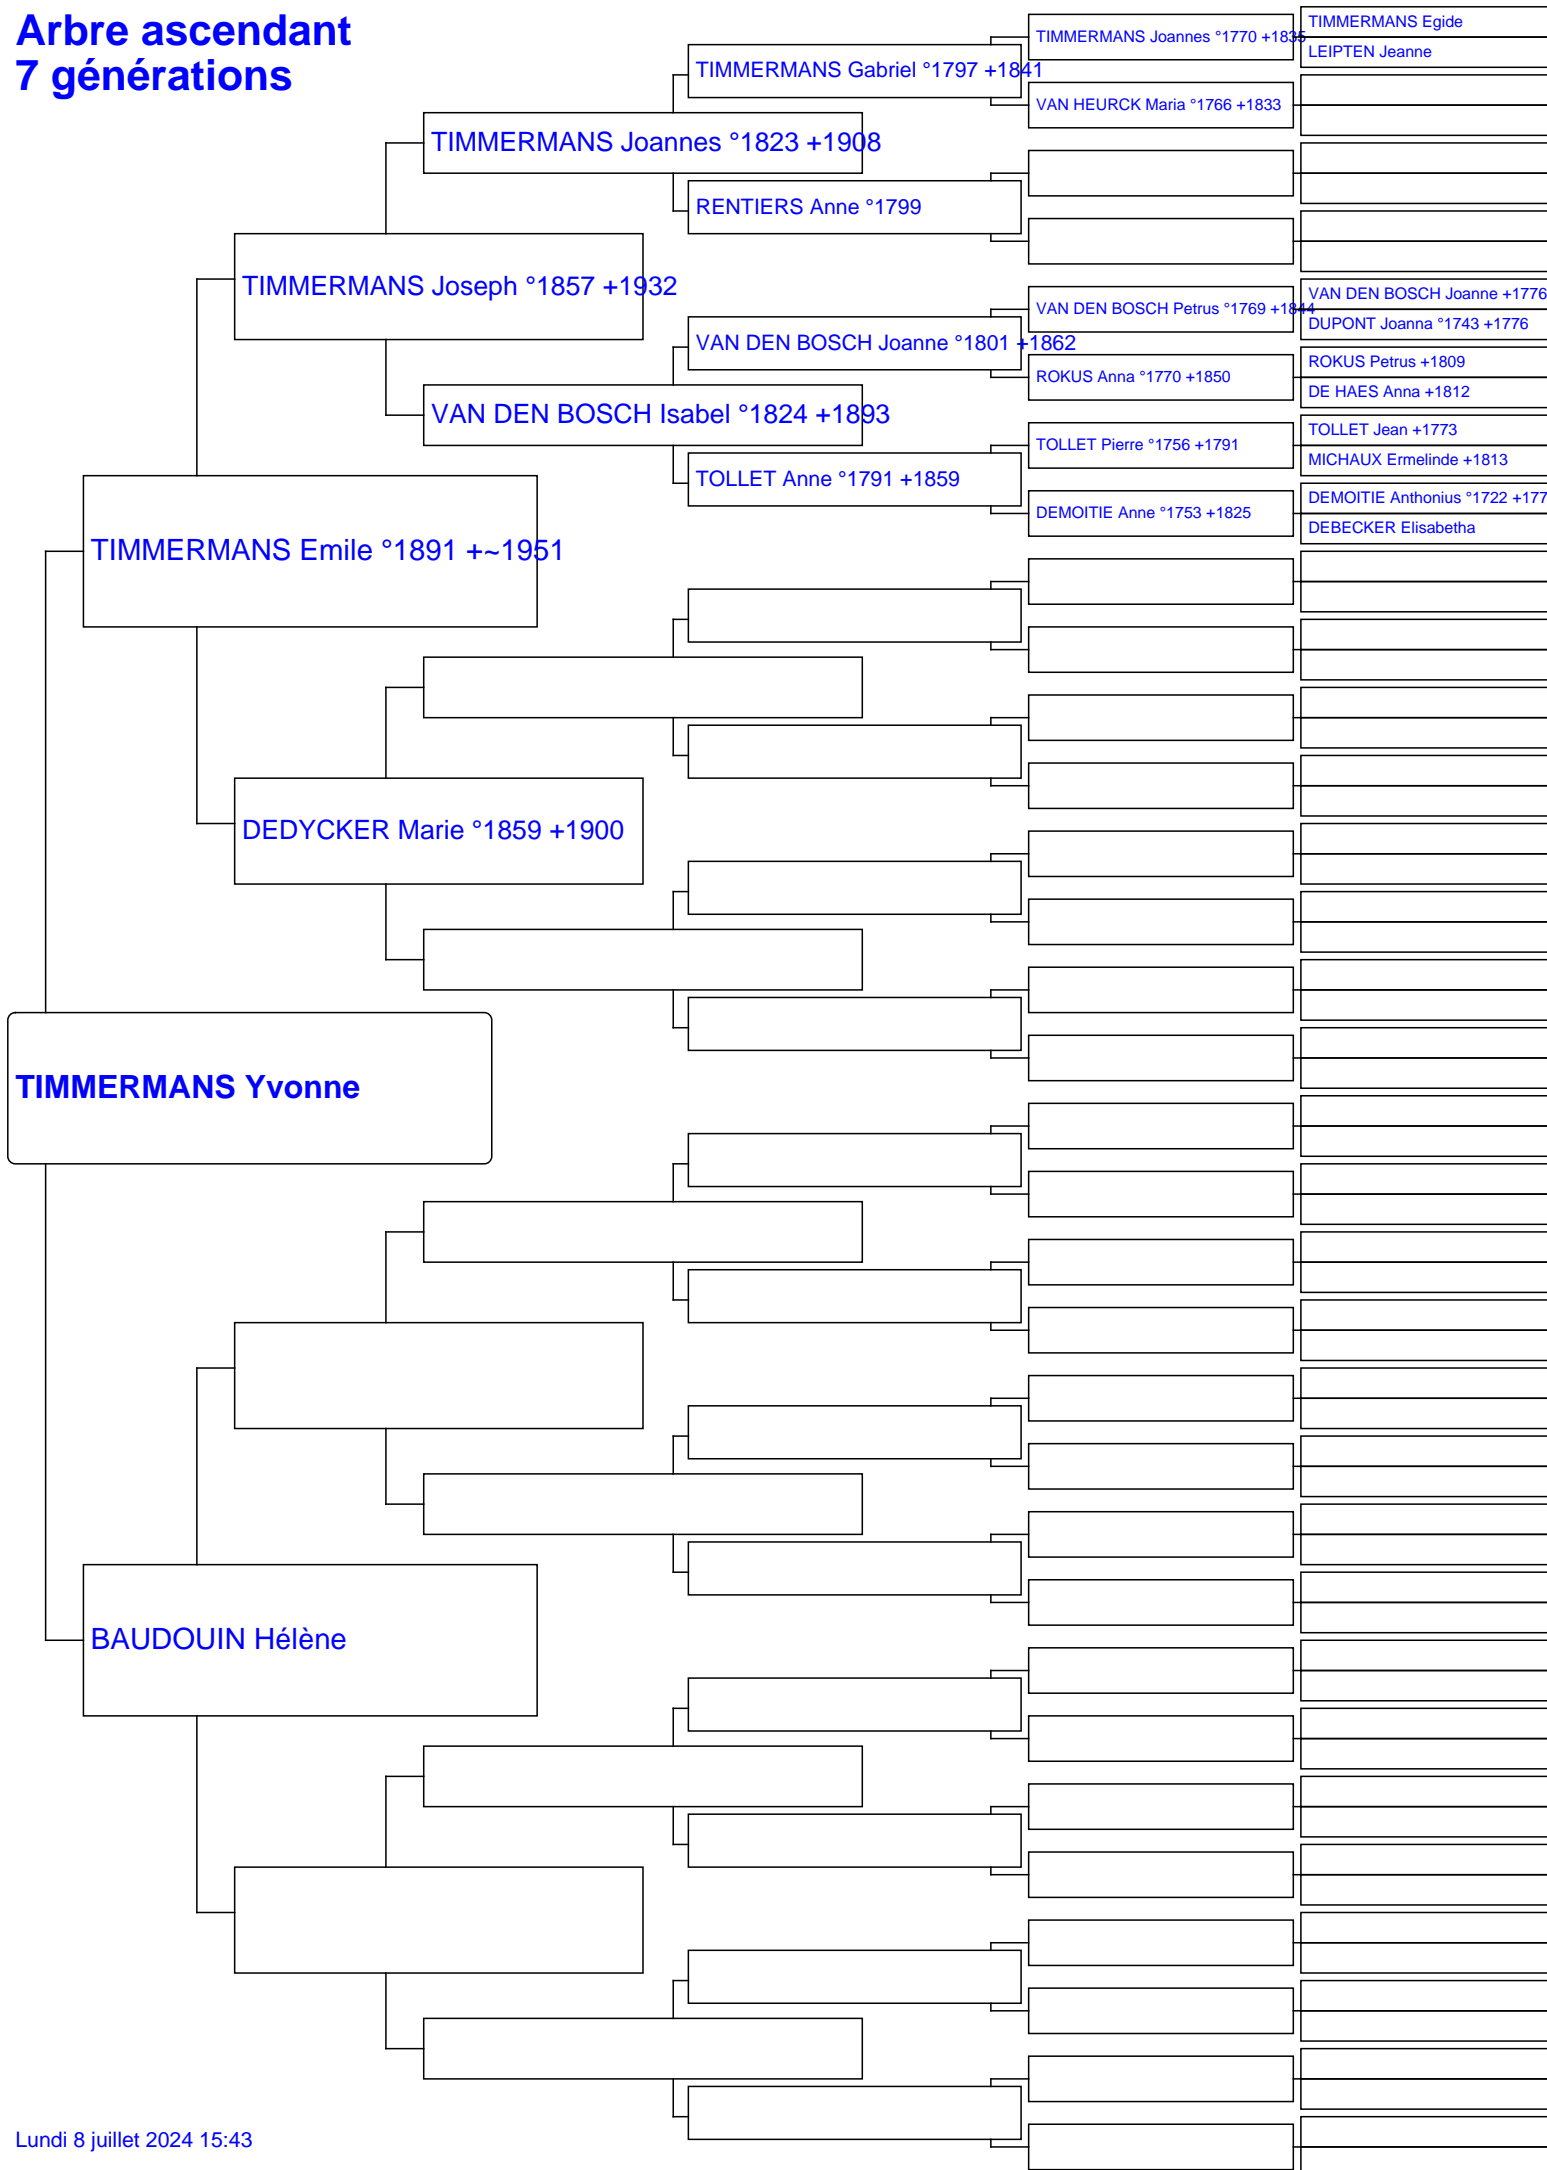 Arbre ascendant
7 générations
TIMMERMANS Egide
TIMMERMANS Joannes °1770 +1835
LEIPTEN Jeanne
TIMMERMANS Gabriel °1797 +1841
VAN HEURCK Maria °1766 +1833
TIMMERMANS Joannes °1823 +1908
RENTIERS Anne °1799
TIMMERMANS Joseph °1857 +1932
VAN DEN BOSCH Joanne +1776
VAN DEN BOSCH Petrus °1769 +1844
DUPONT Joanna °1743 +1776
VAN DEN BOSCH Joanne °1801 +1862
ROKUS Petrus +1809
ROKUS Anna °1770 +1850
DE HAES Anna +1812
VAN DEN BOSCH Isabel °1824 +1893
TOLLET Jean +1773
TOLLET Pierre °1756 +1791
MICHAUX Ermelinde +1813
TOLLET Anne °1791 +1859
DEMOITIE Anthonius °1722 +177
DEMOITIE Anne °1753 +1825
DEBECKER Elisabetha
TIMMERMANS Emile °1891 +~1951
DEDYCKER Marie °1859 +1900
TIMMERMANS Yvonne
BAUDOUIN Hélène
Lundi 8 juillet 2024 15:43